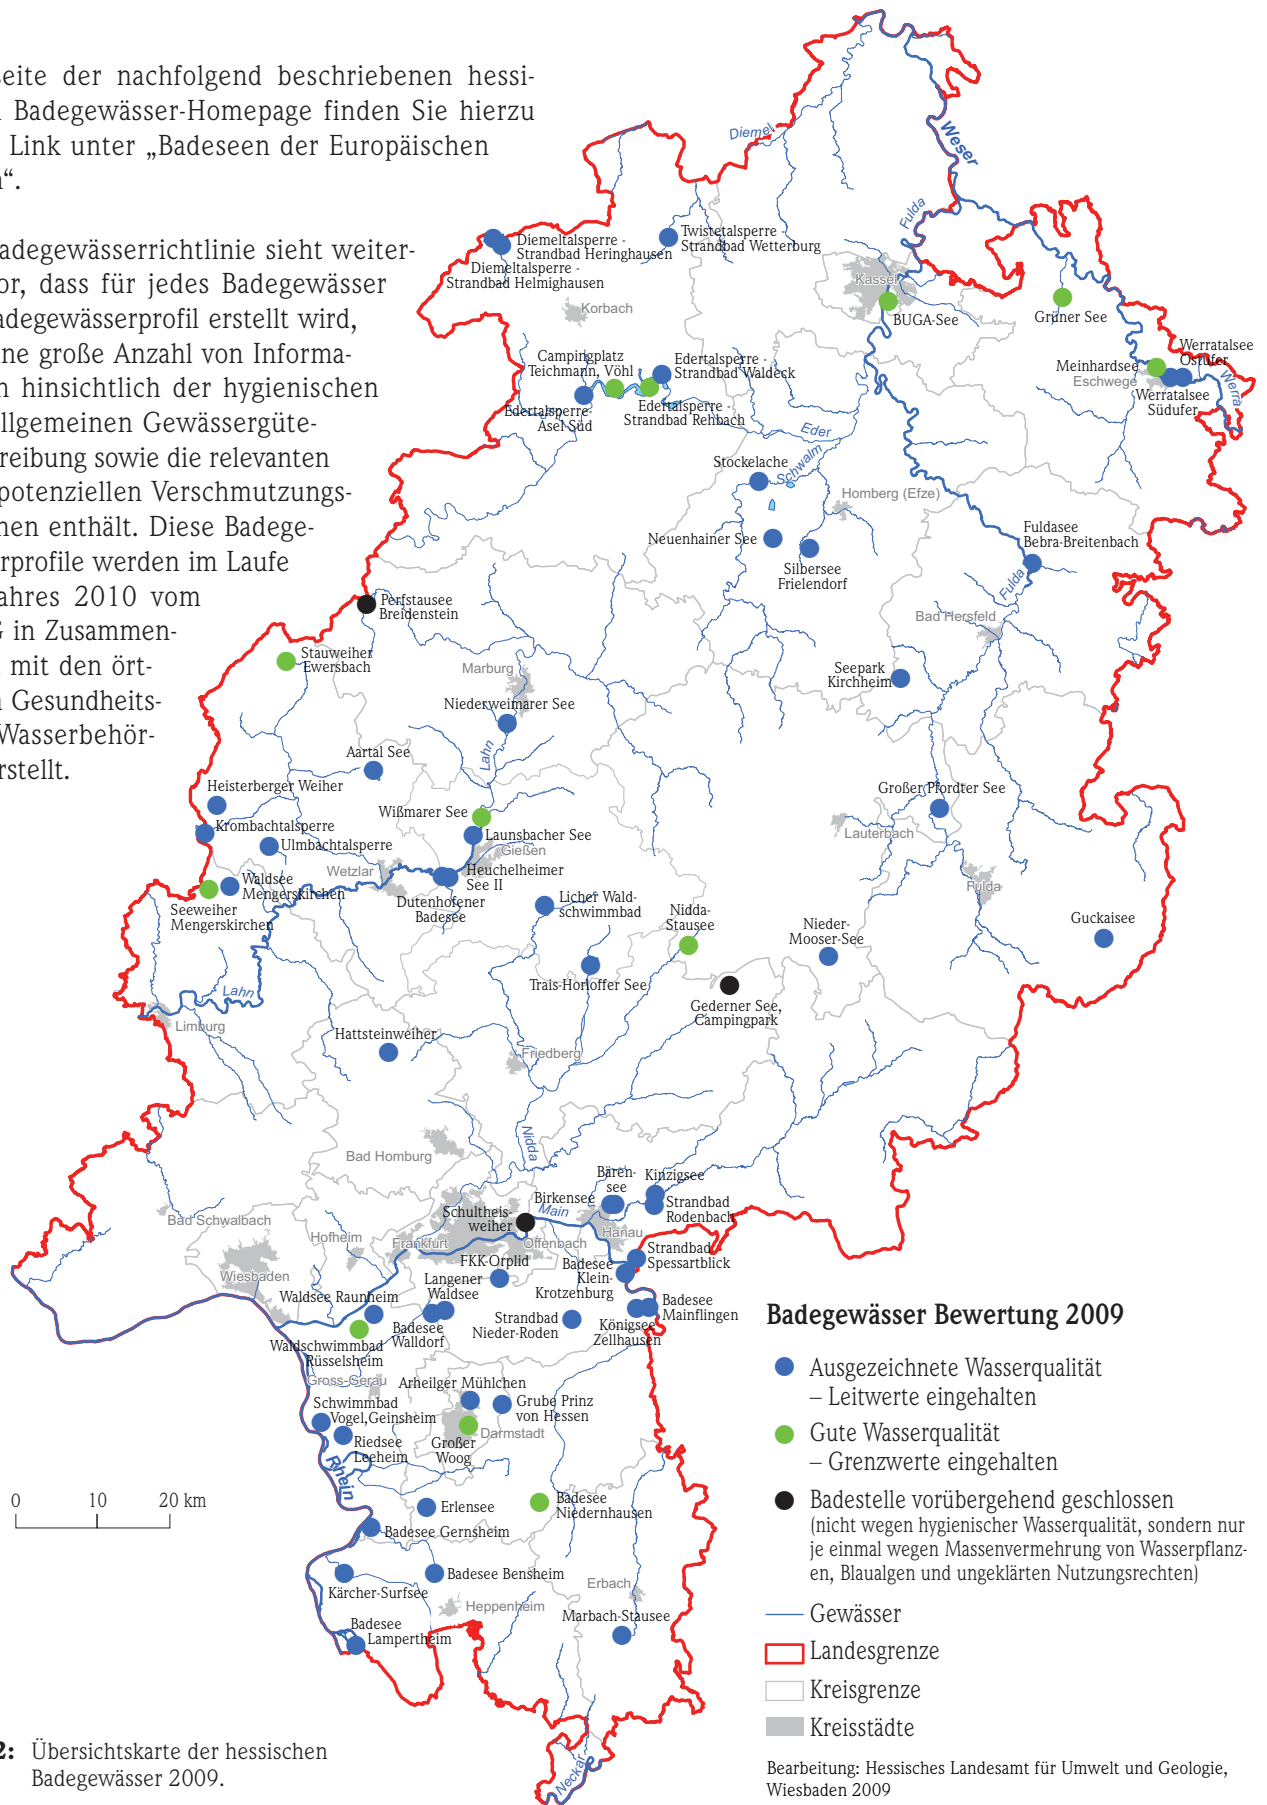 seite der nachfolgend beschriebenen hessi-
Badegewässer-Homepage finden Sie hierzu
Link unter „Badeseen der Europäischen
“.
adegewässerrichtlinie sieht weiter-
or, dass für jedes Badegewässer
adegewässerprofil erstellt wird,
ne große Anzahl von Informa-
n hinsichtlich der hygienischen
llgemeinen Gewässergüte-
reibung sowie die relevanten
potenziellen Verschmutzungs-
nen enthält. Diese Badege-
rprofile werden im Laufe
ahres 2010 vom
G in Zusammen-
mit den ört-
n Gesundheits-
Wasserbehör-
rstellt.
Diemel
Weser
Fulda
Diemeltalsperre -
Strandbad Heringhausen
Diemeltalsperre -
Strandbad Helmighausen
Twistetalsperre -
Strandbad Wetterburg
Korbach
Kassel
BUGA-See
Grüner See
Werratalsee
Ostufer
Meinhardsee
Eschwege
Werratalsee
Südufer
Werra
Campingplatz
Teichmann, Vöhl
Edertalsperre -
Strandbad Waldeck
Edertalsperre-
Asel Süd
Edertalsperre -
Strandbad Rehbach
Eder
Schwalm
Stockelache
Homberg (Efze)
Neuenhainer See
Silbersee
Frielendorf
Fuldasee
Bebra-Breitenbach
Fulda
Bad Hersfeld
Perfstausee
Breidenstein
Stauweiher
Ewersbach
Marburg
Seepark
Kirchheim
Niederweimarer See
Lahn
Aartal See
Heisterberger Weiher
Großer Pfordter See
Wißmarer See
Krombachtalsperre
Launsbacher See
Lauterbach
Ulmbachtalsperre
Gießen
Wetzlar
Waldsee
Mengerskirchen
Heuchelheimer
See II
Fulda
Seeweiher
Mengerskirchen
Dutenhofener
Badesee
Licher Wald-
schwimmbad
Nidda-
Stausee
Nieder-
Mooser-See
Guckaisee
Trais-Horloffer See
Lahn
Gederner See,
Campingpark
Limburg
Hattsteinweiher
Friedberg
Nidda
Bad Homburg
Bären-
see
Kinzigsee
Birkensee
Main
Strandbad
Rodenbach
Bad Schwalbach
Schultheis-
weiher
Hofheim
Frankfurt
Offenbach
Hanau
Strandbad
Spessartblick
FKK-Orplid
Wiesbaden
Langener
Waldsee
Badesee
Klein-
Krotzenburg
Waldsee Raunheim
Badesee
Walldorf
Strandbad
Nieder-Roden
Badesee
Mainflingen
Königsee
Zellhausen
Waldschwimmbad
Rüsselsheim
Gross-Gerau
Arheilger Mühlchen
Schwimmbad
Vogel,Geinsheim
Grube Prinz
von Hessen
Darmstadt
Riedsee
Leeheim
Großer
Woog
Rhein
Erlensee
Badesee
Niedernhausen
Badesee Gernsheim
Badesee Bensheim
Kärcher-Surfsee
Erbach
Heppenheim
Marbach-Stausee
Badesee
Lampertheim
Neckar
0 10 20 km
Badegewässer Bewertung 2009
Ausgezeichnete Wasserqualität
– Leitwerte eingehalten
Gute Wasserqualität
– Grenzwerte eingehalten
Badestelle vorübergehend geschlossen
(nicht wegen hygienischer Wasserqualität, sondern nur
je einmal wegen Massenvermehrung von Wasserpflanz-
en, Blaualgen und ungeklärten Nutzungsrechten)
Gewässer
Landesgrenze
Kreisgrenze
Kreisstädte
Bearbeitung: Hessisches Landesamt für Umwelt und Geologie,
Wiesbaden 2009
2: Übersichtskarte der hessischen
Badegewässer 2009.